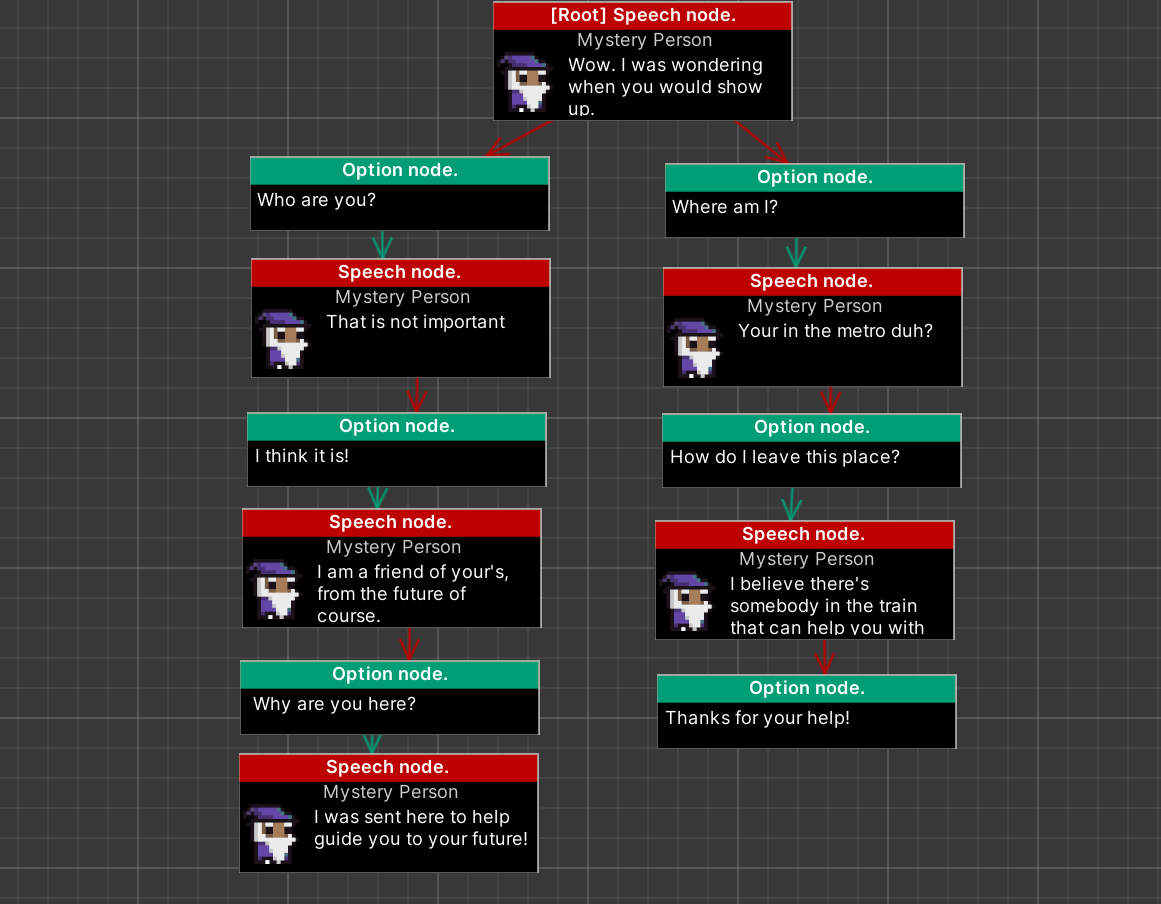 [Root] Speech node.
Mystery Person
Wow. I was wondering
when you would show
up.
Option node.
Who are you?
Speech node.
Mystery Person
That is not important
Option node.
I think it is!
Speech node.
Mystery Person
I am a friend of your's,
from the future of
course.
Option node.
Why are you here?
Speech node.
Mystery Person
I was sent here to help
guide you to your future!
Option node.
Where am I?
Speech node.
Mystery Person
Your in the metro duh?
Option node.
How do I leave this place?
Speech node.
Mystery Person
I believe there's
somebody in the train
that can help you with
Option node.
Thanks for your help!